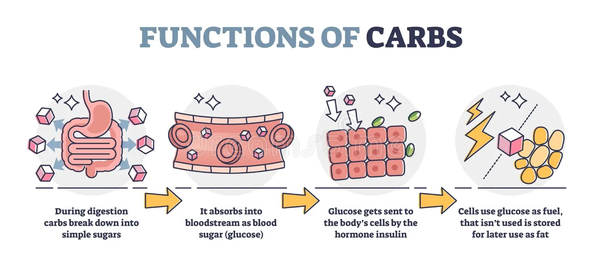 FUNCTIONS OF CARBS
During digestion
carbs break down into
simple sugars
It absorbs into
bloodstream as blood
sugar (glucose)
Glucose gets sent to
the body's cells by the
hormone insulin
Cells use glucose as fuel,
that isn't used is stored
for later use as fat